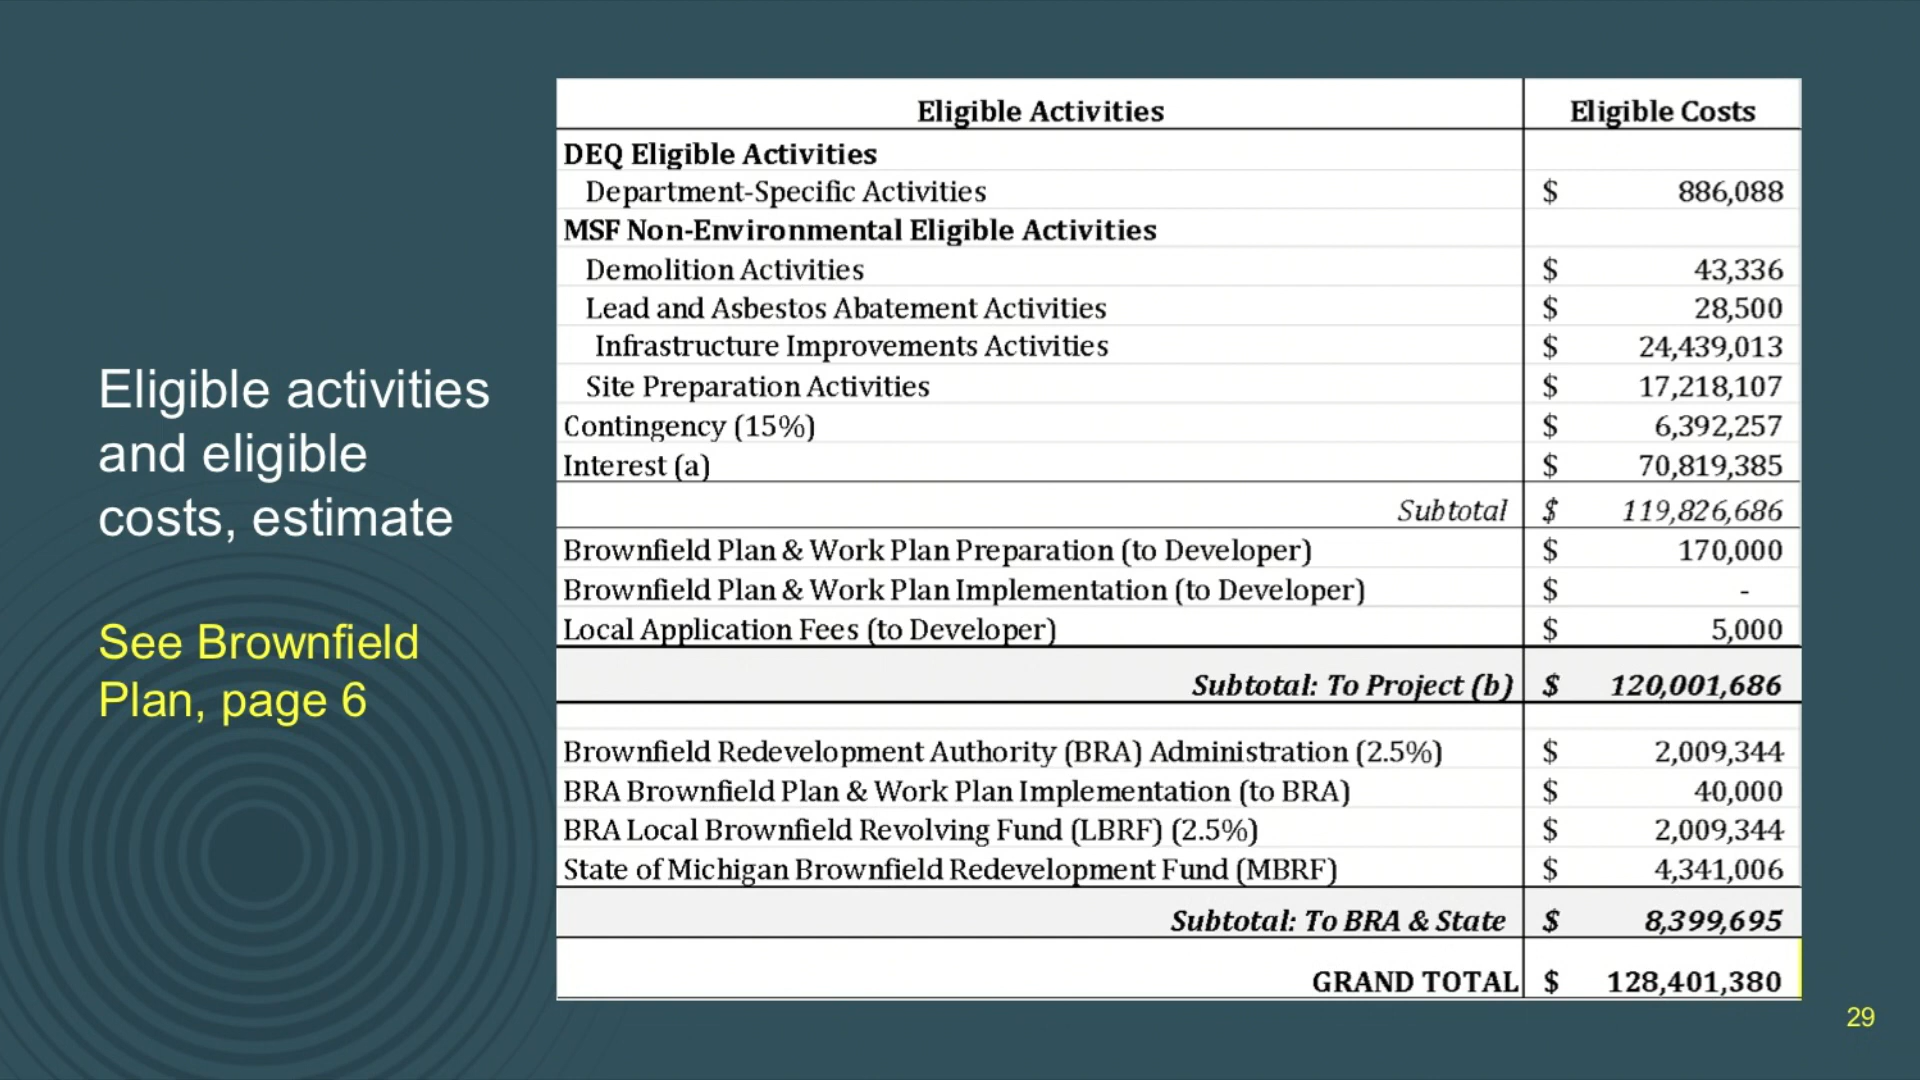 Eligible activities
and eligible
costs, estimate
See Brownfield
Plan, page 6
Eligible Activities Eligible Costs
DEQ Eligible Activities
Department-Specific Activities $ 886,088
MSF Non-Environmental Eligible Activities
Demolition Activities $ 43,336
Lead and Asbestos Abatement Activities $ 28,500
Infrastructure Improvements Activities $ 24,439,013
Site Preparation Activities $ 17,218,107
Contingency (15%) $ 6,392,257
Interest (a) $ 70,819,385
Subtotal $ 119,826,686
Brownfield Plan & Work Plan Preparation (to Developer) $ 170,000
Brownfield Plan & Work Plan Implementation (to Developer) $ -
Local Application Fees (to Developer) $ 5,000
Subtotal: To Project (b) $ 120,001,686
Brownfield Redevelopment Authority (BRA) Administration (2.5%) $ 2,009,344
BRA Brownfield Plan & Work Plan Implementation (to BRA) $ 40,000
BRA Local Brownfield Revolving Fund (LBRF) (2.5%) $ 2,009,344
State of Michigan Brownfield Redevelopment Fund (MBRF) $ 4,341,006
Subtotal: To BRA & State $ 8,399,695
GRAND TOTAL $ 128,401,380
29